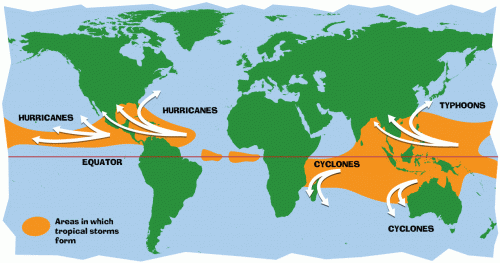 HURRICANES
HURRICANES
TYPHOONS
EQUATOR
CYCLONES
CYCLONES
Areas in which
tropical storms
form